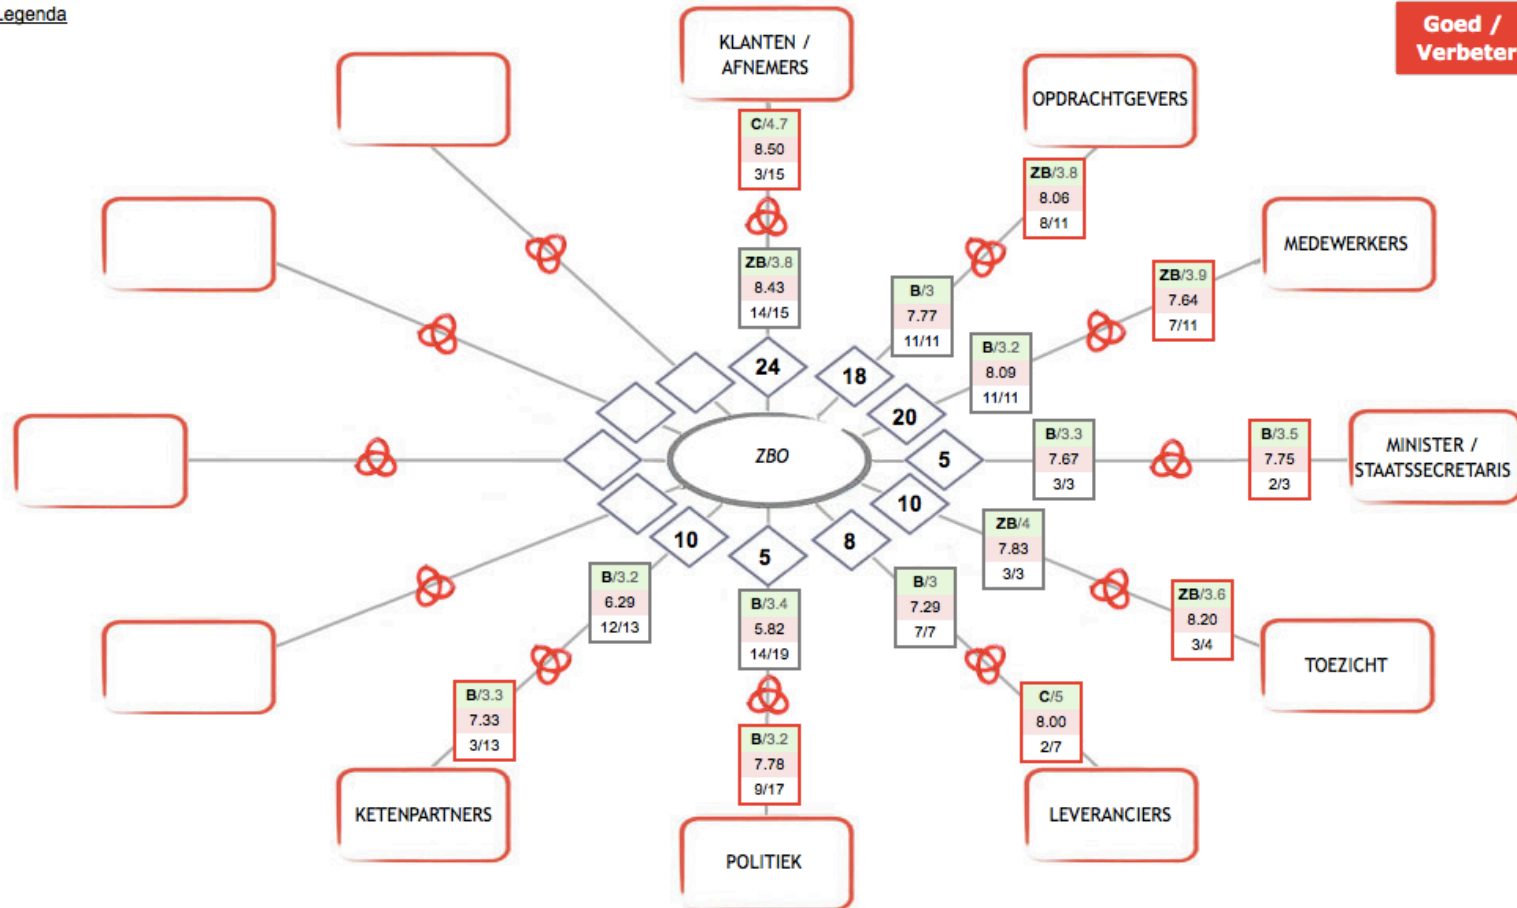 Legenda
Goed /
Verbeter
KLANTEN /
AFNEMERS
C/4.7
8.50
3/15
ZB/3.8
8.43
14/15
24
OPDRACHTGEVERS
ZB/3.8
8.06
8/11
B/3
7.77
11/11
18
MEDEWERKERS
ZB/3.9
7.64
7/11
B/3.2
8.09
11/11
20
MINISTER /
STAATSSECRETARIS
B/3.5
7.75
2/3
B/3.3
7.67
3/3
5
ZBO
10
ZB/4
7.83
3/3
ZB/3.6
8.20
3/4
TOEZICHT
8
B/3
7.29
7/7
C/5
8.00
2/7
LEVERANCIERS
5
B/3.4
5.82
14/19
B/3.2
7.78
9/17
POLITIEK
10
B/3.2
6.29
12/13
B/3.3
7.33
3/13
KETENPARTNERS